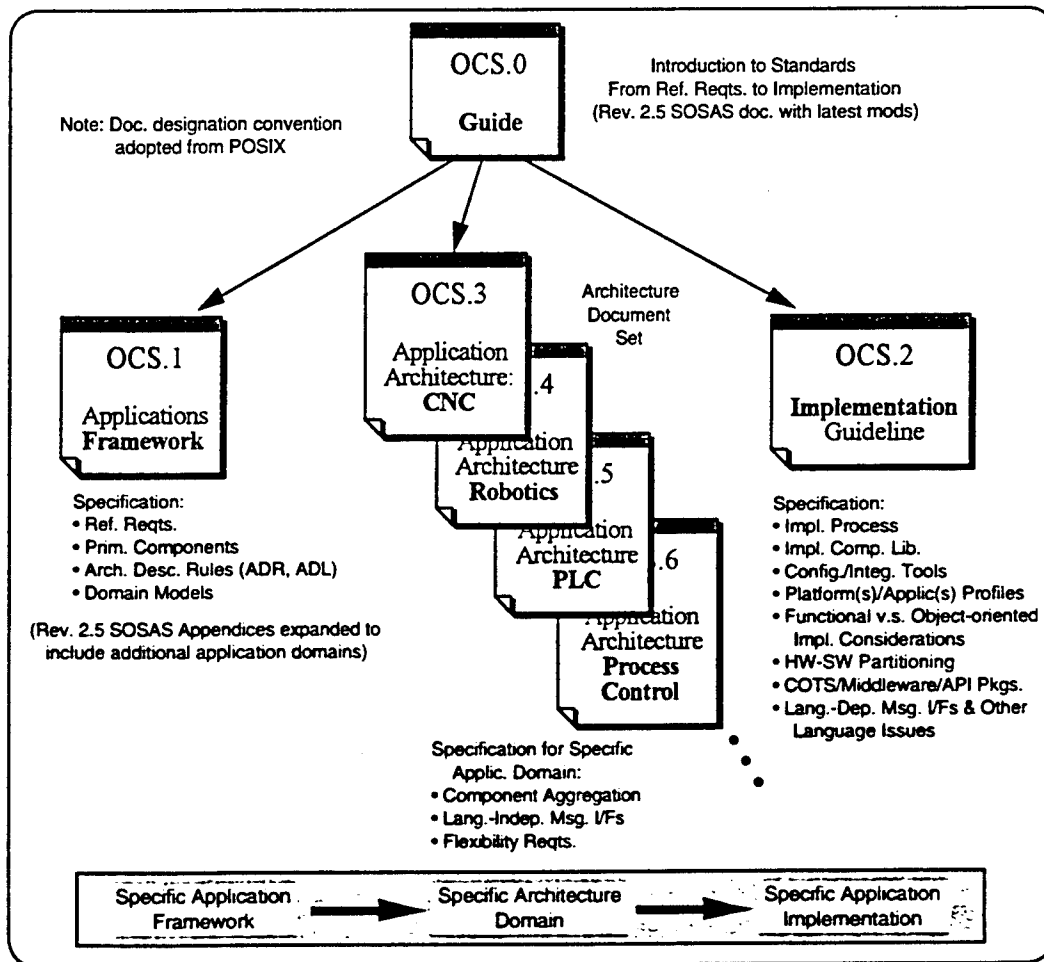 OCS.0
Guide
Introduction to Standards
From Ref. Reqts. to Implementation
(Rev. 2.5 SOSAS doc. with latest mods)
Note: Doc. designation convention
adopted from POSIX
OCS.1
Applications
Framework
Specification:
• Ref. Reqts.
• Prim. Components
• Arch. Desc. Rules (ADR, ADL)
• Domain Models
(Rev. 2.5 SOSAS Appendices expanded to
include additional application domains)
OCS.3
Application
Architecture:
CNC
Architecture
Document
Set
.4
Application
Architecture
Robotics
.5
Application
Architecture
PLC
.6
Application
Architecture
Process
Control
Specification for Specific
Applic. Domain:
• Component Aggregation
• Lang.-Indep. Msg. I/Fs
• Flexibility Reqts.
OCS.2
Implementation
Guideline
Specification:
• Impl. Process
• Impl. Comp. Lib.
• Config./Integ. Tools
• Platform(s)/Applic(s) Profiles
• Functional v.s. Object-oriented
Impl. Considerations
• HW-SW Partitioning
• COTS/Middleware/API Pkgs.
• Lang.-Dep. Msg. I/Fs & Other
Language Issues
Specific Application
Framework
Specific Architecture
Domain
Specific Application
Implementation